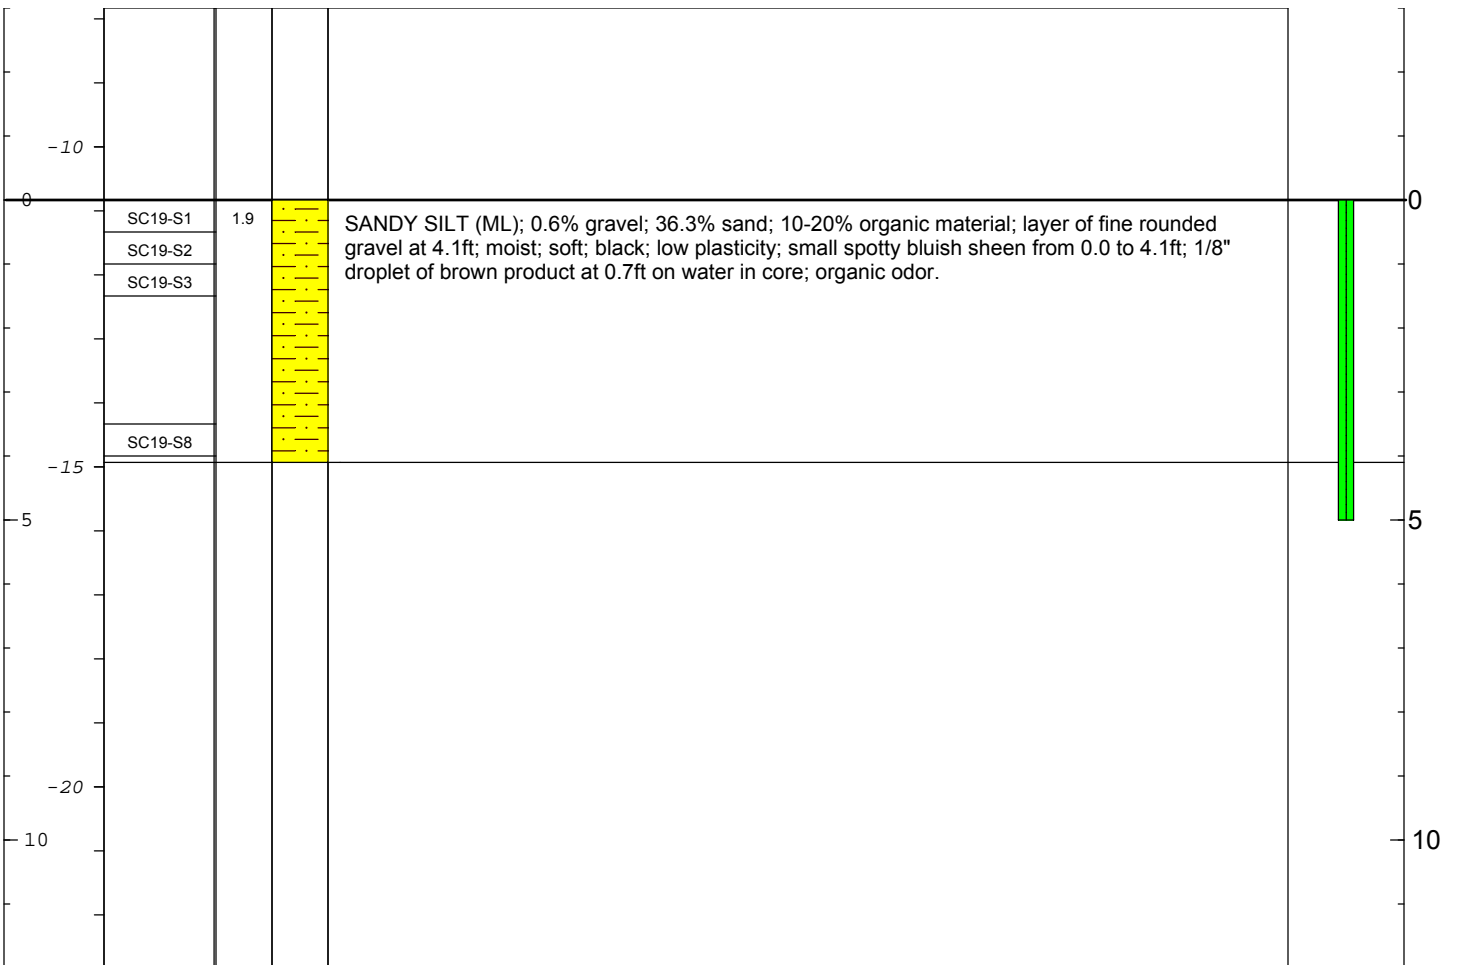 -10
0
0
SC19-S1 1.9 SANDY SILT (ML); 0.6% gravel; 36.3% sand; 10-20% organic material; layer of fine rounded
SC19-S2 gravel at 4.1ft; moist; soft; black; low plasticity; small spotty bluish sheen from 0.0 to 4.1ft; 1/8"
SC19-S3 droplet of brown product at 0.7ft on water in core; organic odor.
SC19-S8
-15
5
5
-20
10
10